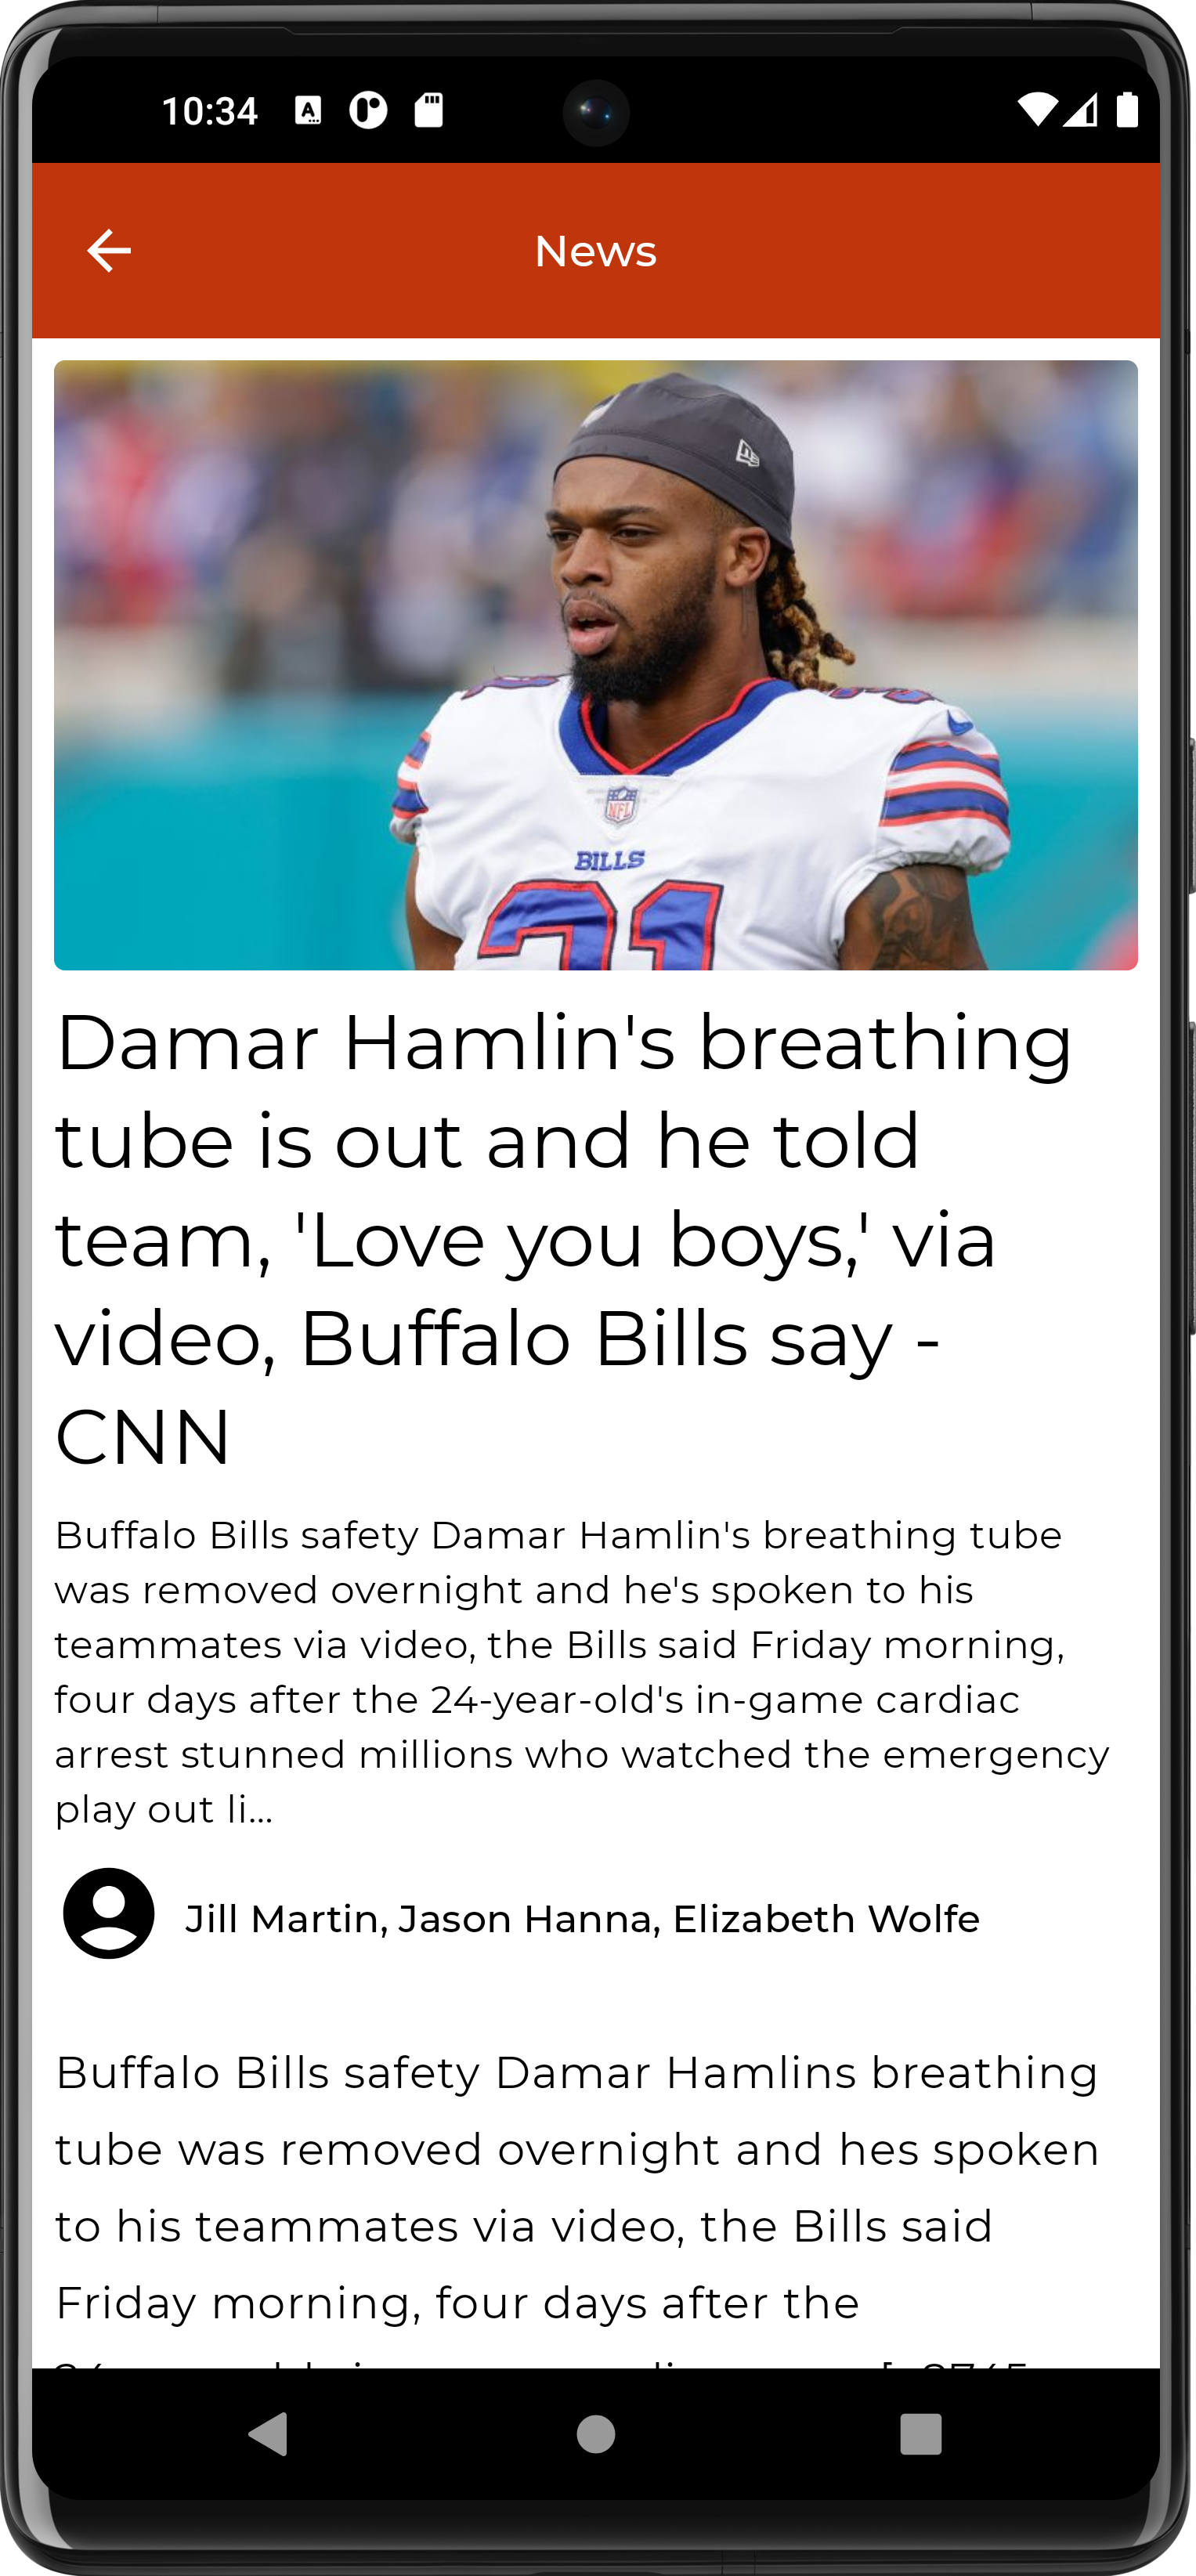 10:34
News
NFL
BILLS
31
Damar Hamlin's breathing
tube is out and he told
team, 'Love you boys,' via
video, Buffalo Bills say -
CNN
Buffalo Bills safety Damar Hamlin's breathing tube
was removed overnight and he's spoken to his
teammates via video, the Bills said Friday morning,
four days after the 24-year-old's in-game cardiac
arrest stunned millions who watched the emergency
play out li...
Jill Martin, Jason Hanna, Elizabeth Wolfe
Buffalo Bills safety Damar Hamlins breathing
tube was removed overnight and hes spoken
to his teammates via video, the Bills said
Friday morning, four days after the